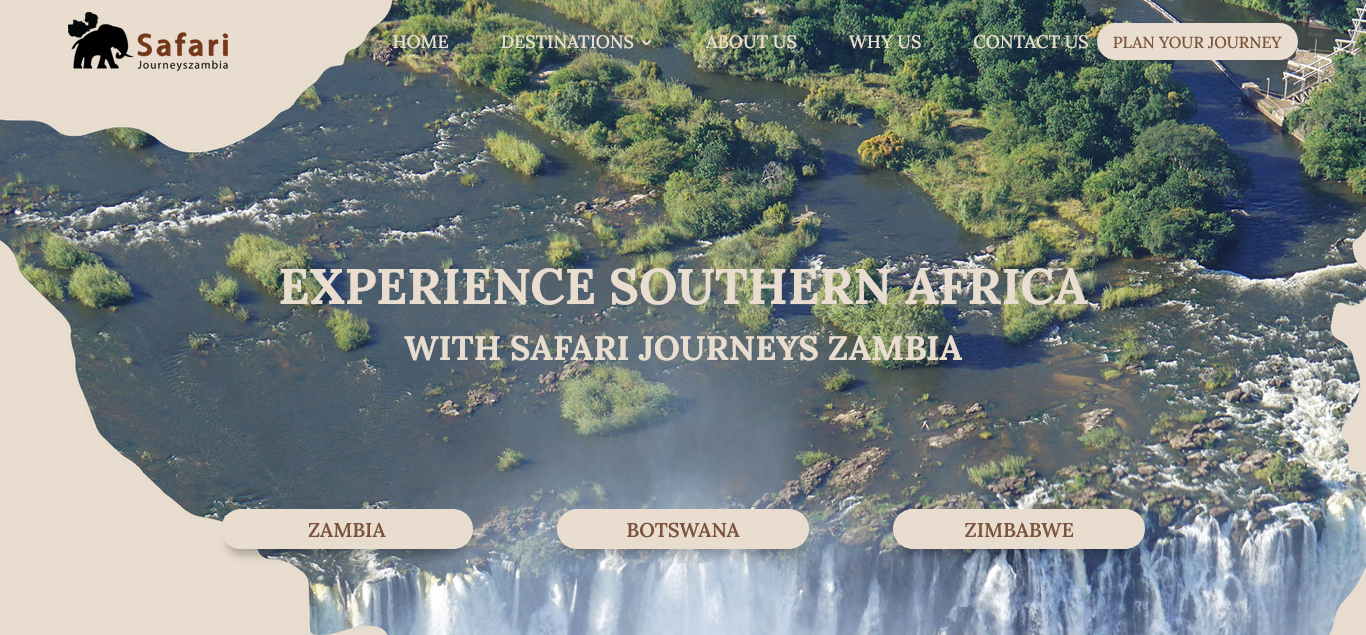 Safari
Journeyszambia
HOME DESTINATIONS ABOUT US WHY US CONTACT US PLAN YOUR JOURNEY
EXPERIENCE SOUTHERN AFRICA
WITH SAFARI JOURNEYS ZAMBIA
ZAMBIA BOTSWANA ZIMBABWE